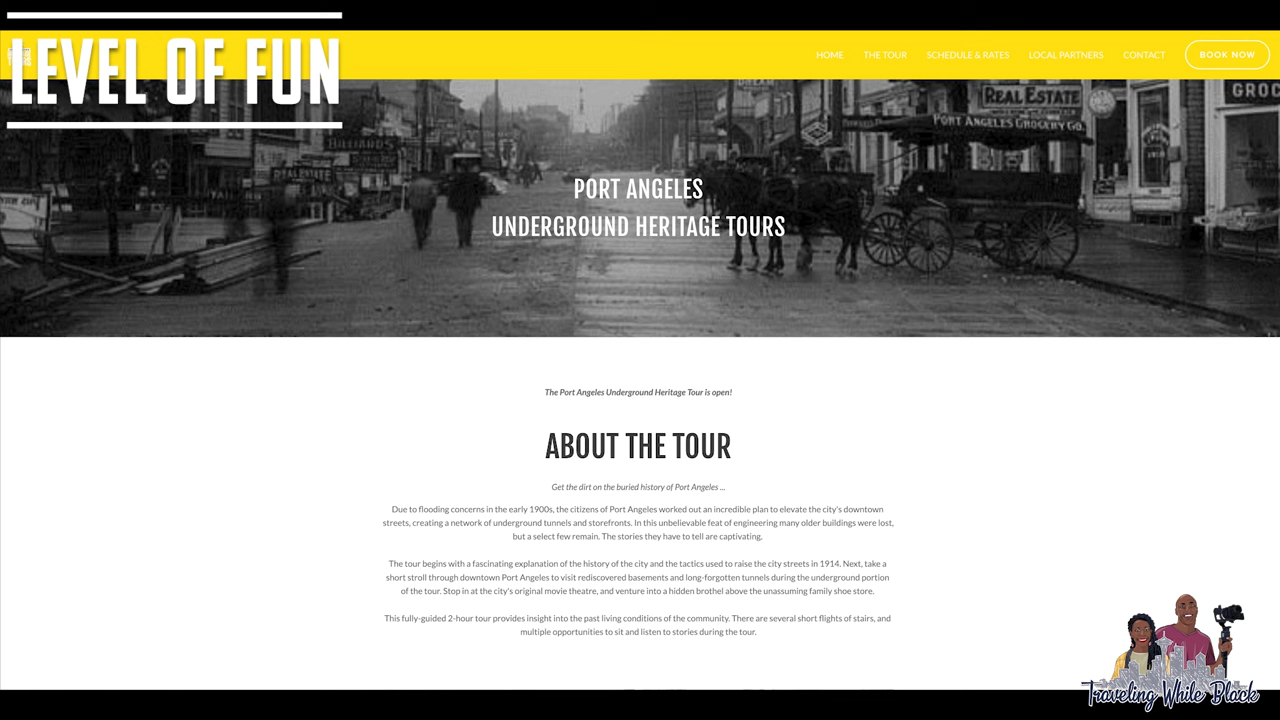 LEVEL OF FUN
HOME THE TOUR SCHEDULE & RATES LOCAL PARTNERS CONTACT BOOK NOW
REAL ESTATE
GROC
PORT ANGELES GROCERY CO.
BILLIARDS
REAL ESTATE
PORT ANGELES
UNDERGROUND HERITAGE TOURS
The Port Angeles Underground Heritage Tour is open!
ABOUT THE TOUR
Get the dirt on the buried history of Port Angeles ...
Due to flooding concerns in the early 1900s, the citizens of Port Angeles worked out an incredible plan to elevate the city's downtown
streets, creating a network of underground tunnels and storefronts. In this unbelievable feat of engineering many older buildings were lost,
but a select few remain. The stories they have to tell are captivating.
The tour begins with a fascinating explanation of the history of the city and the tactics used to raise the city streets in 1914. Next, take a
short stroll through downtown Port Angeles to visit rediscovered basements and long-forgotten tunnels during the underground portion
of the tour. Stop in at the city's original movie theatre, and venture into a hidden brothel above the unassuming family shoe store.
This fully-guided 2-hour tour provides insight into the past living conditions of the community. There are several short flights of stairs, and
multiple opportunities to sit and listen to stories during the tour.
Traveling While Black